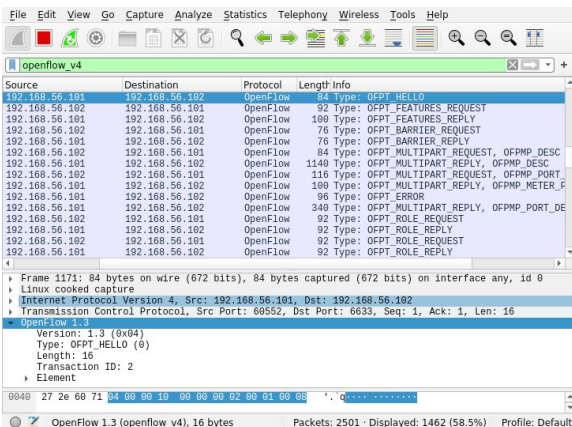 File Edit View Go Capture Analyze Statistics Telephony Wireless Tools Help
openflow_v4
Source Destination Protocol Length Info
192.168.56.101 192.168.56.102 OpenFlow 84 Type: OFPT_HELLO
192.168.56.102 192.168.56.101 OpenFlow 92 Type: OFPT_FEATURES_REQUEST
192.168.56.101 192.168.56.102 OpenFlow 100 Type: OFPT_FEATURES_REPLY
192.168.56.102 192.168.56.101 OpenFlow 76 Type: OFPT_BARRIER_REQUEST
192.168.56.101 192.168.56.102 OpenFlow 76 Type: OFPT_BARRIER_REPLY
192.168.56.102 192.168.56.101 OpenFlow 84 Type: OFPT_MULTIPART_REQUEST, OFPMP_DESC
192.168.56.101 192.168.56.102 OpenFlow 1140 Type: OFPT_MULTIPART_REPLY, OFPMP_DESC
192.168.56.102 192.168.56.101 OpenFlow 116 Type: OFPT_MULTIPART_REQUEST, OFPMP_PORT_
192.168.56.101 192.168.56.102 OpenFlow 100 Type: OFPT_MULTIPART_REPLY, OFPMP_METER_F
192.168.56.101 192.168.56.102 OpenFlow 96 Type: OFPT_ERROR
192.168.56.101 192.168.56.102 OpenFlow 340 Type: OFPT_MULTIPART_REPLY, OFPMP_PORT_DE
192.168.56.102 192.168.56.101 OpenFlow 92 Type: OFPT_ROLE_REQUEST
192.168.56.101 192.168.56.102 OpenFlow 92 Type: OFPT_ROLE_REPLY
192.168.56.102 192.168.56.101 OpenFlow 92 Type: OFPT_ROLE_REQUEST
192.168.56.101 192.168.56.102 OpenFlow 92 Type: OFPT_ROLE_REPLY
Frame 1171: 84 bytes on wire (672 bits), 84 bytes captured (672 bits) on interface any, id 0
Linux cooked capture
Internet Protocol Version 4, Src: 192.168.56.101, Dst: 192.168.56.102
Transmission Control Protocol, Src Port: 60552, Dst Port: 6633, Seq: 1, Ack: 1, Len: 16
OpenFlow 1.3
Version: 1.3 (0x04)
Type: OFPT_HELLO (0)
Length: 16
Transaction ID: 2
Element
0040 27 2e 60 71 04 00 00 10 00 00 00 02 00 01 00 08 '.`q···· ········
OpenFlow 1.3 (openflow_v4), 16 bytes Packets: 2501 · Displayed: 1462 (58.5%) Profile: Default